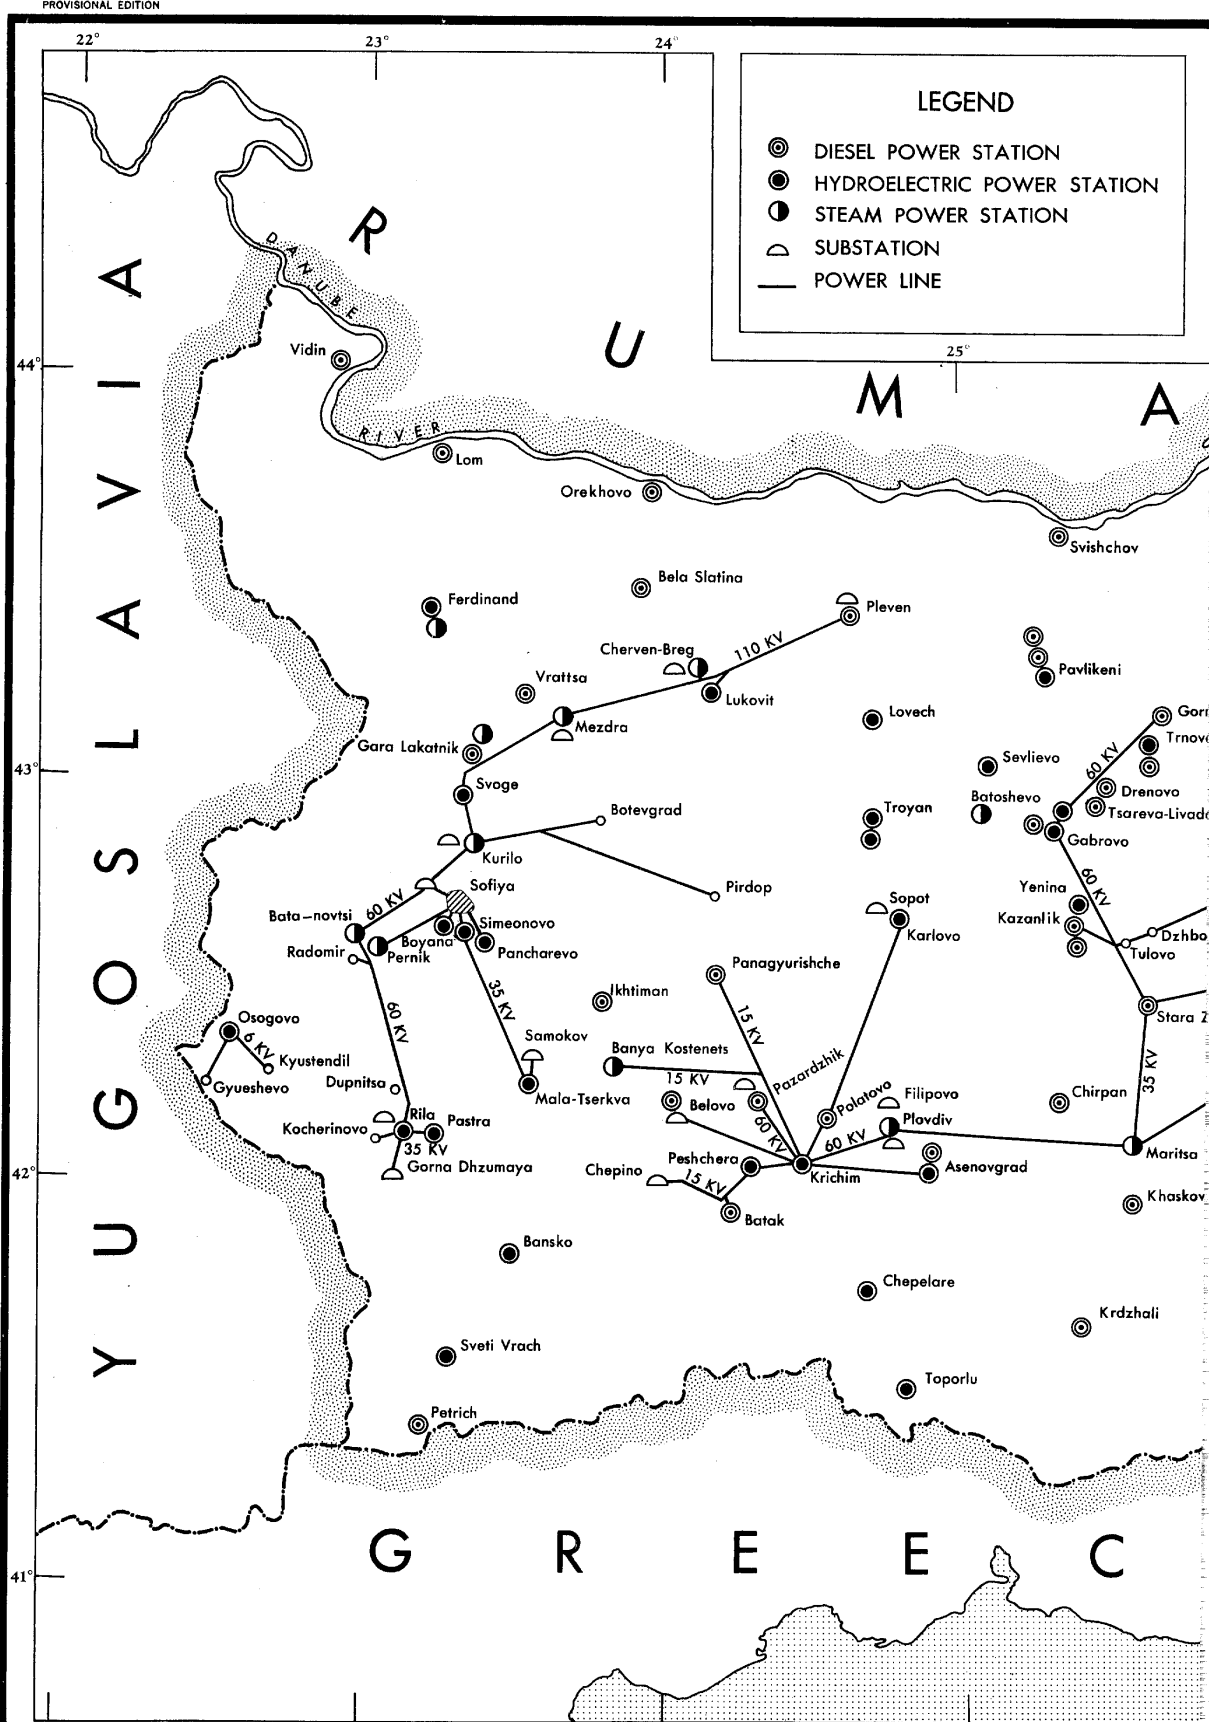 PROVISIONAL EDITION
22°
23°
24°
LEGEND
DIESEL POWER STATION
HYDROELECTRIC POWER STATION
STEAM POWER STATION
SUBSTATION
POWER LINE
25°
44°
43°
42°
41°
YUGOSLAVIA
R U M A
DANUBE
RIVER
Vidin
Lom
Orekhovo
Svishchov
Bela Slatina
Ferdinand
Pleven
Cherven-Breg
110 KV
Pavlikeni
Vrattsa
Lukovit
Lovech
Mezdra
Gara Lakatnik
Sevlievo
60 KV
Drenovo
Svoge
Batoshevo
Botevgrad
Troyan
Gabrovo
Kurilo
60 KV
Pirdop
Yenina
Sofiya
60 KV
Bata-novtsi
Simeonovo
Sopot
Kazanlik
Karlovo
Radomir
Boyana
Pernik
Pancharevo
Tulovo
Panagyurishche
35 KV
Ikhtiman
60 KV
15 KV
Osogovo
6 KV
Samokov
Banya Kostenets
Kyustendil
15 KV
Pazardzhik
35 KV
Gyueshevo
Dupnitsa
Mala-Tserkva
Belovo
Filipovo
Chirpan
Polatovo
Rila
Pastra
Plovdiv
Kocherinovo
35 KV
60 KV
60 KV
Maritsa
Gorna Dhzumaya
Peshchera
Asenovgrad
Chepino
15 KV
Krichim
Batak
Bansko
Chepelare
Krdzhali
Sveti Vrach
Toporlu
Petrich
G R E E C